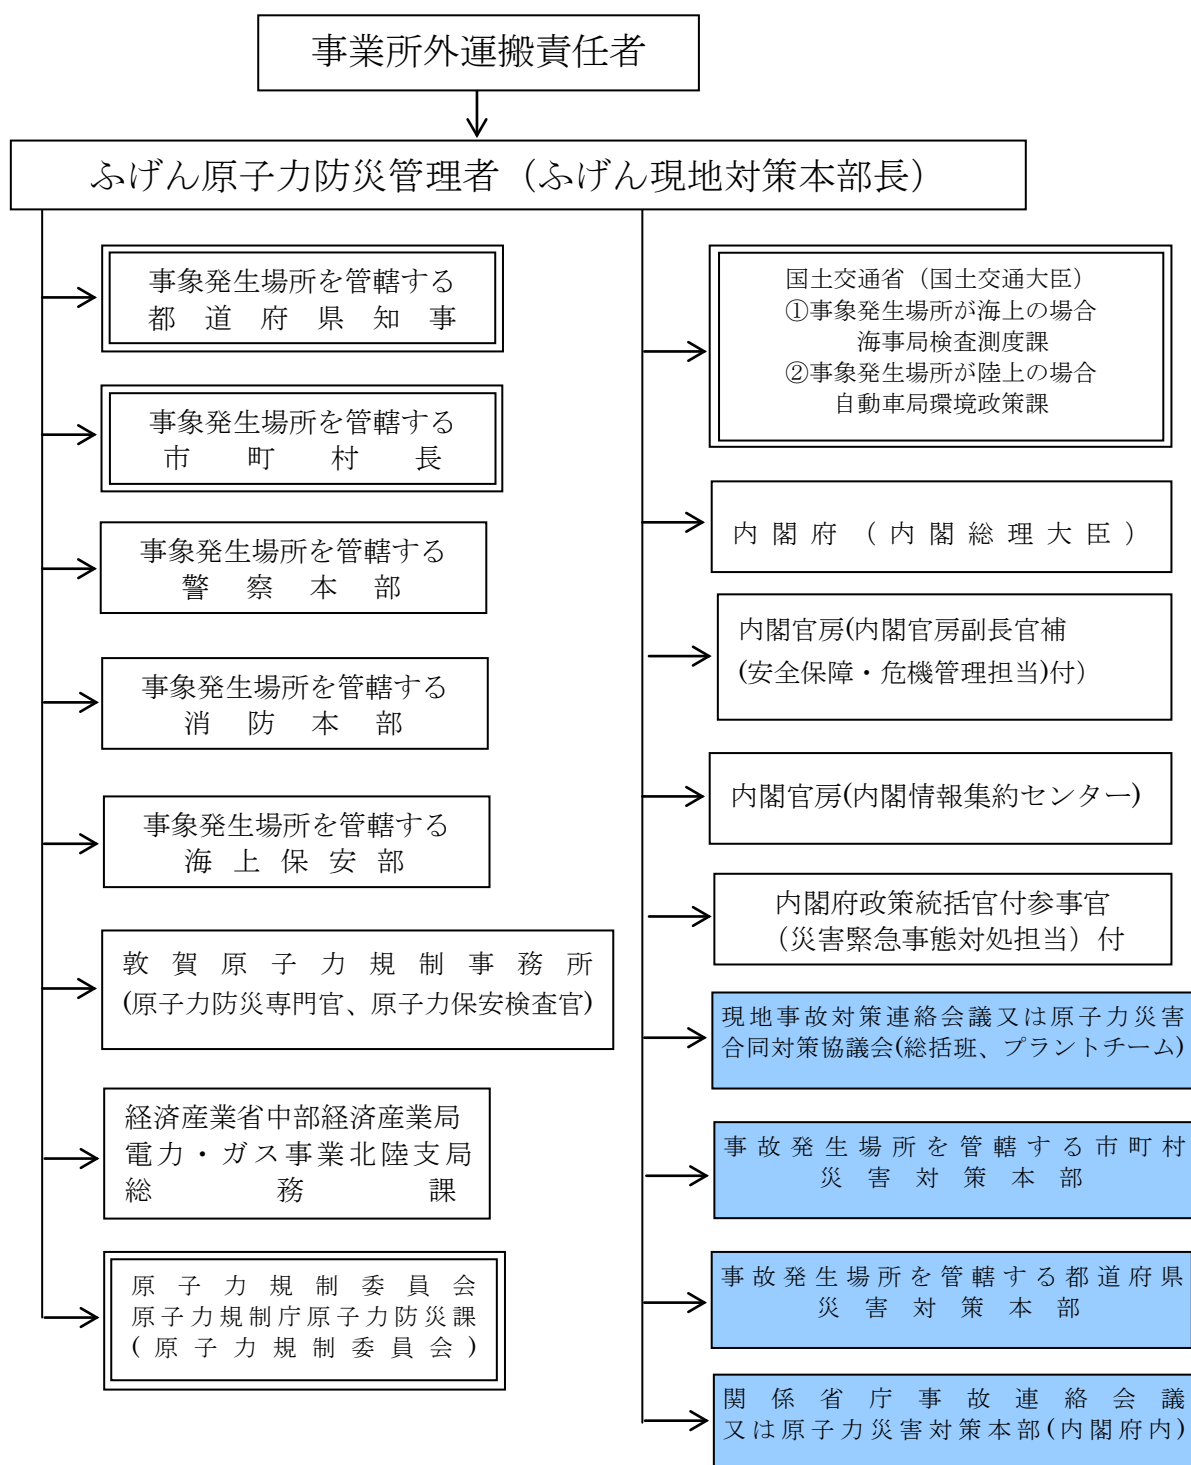 事業所外運搬責任者
ふげん原子力防災管理者（ふげん現地対策本部長）
事象発生場所を管轄する
都道府県知事
事象発生場所を管轄する
市町村長
事象発生場所を管轄する
警察本部
事象発生場所を管轄する
消防本部
事象発生場所を管轄する
海上保安部
敦賀原子力規制事務所
(原子力防災専門官、原子力保安検査官)
経済産業省中部経済産業局
電力・ガス事業北陸支局
総務課
原子力規制委員会
原子力規制庁原子力防災課
(原子力規制委員会)
国土交通省（国土交通大臣）
①事象発生場所が海上の場合
海事局検査測度課
②事象発生場所が陸上の場合
自動車局環境政策課
内閣府（内閣総理大臣）
内閣官房(内閣官房副長官補
(安全保障・危機管理担当)付）
内閣官房(内閣情報集約センター)
内閣府政策統括官付参事官
（災害緊急事態対処担当）付
現地事故対策連絡会議又は原子力災害
合同対策協議会(総括班、プラントチーム)
事故発生場所を管轄する市町村
災害対策本部
事故発生場所を管轄する都道府県
災害対策本部
関係省庁事故連絡会議
又は原子力災害対策本部(内閣府内)